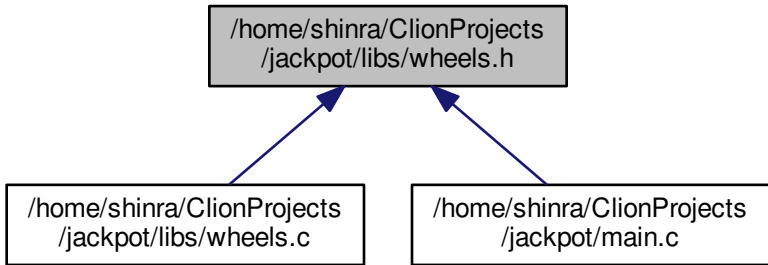 /home/shinra/ClionProjects
/jackpot/libs/wheels.h
/home/shinra/ClionProjects
/jackpot/libs/wheels.c
/home/shinra/ClionProjects
/jackpot/main.c